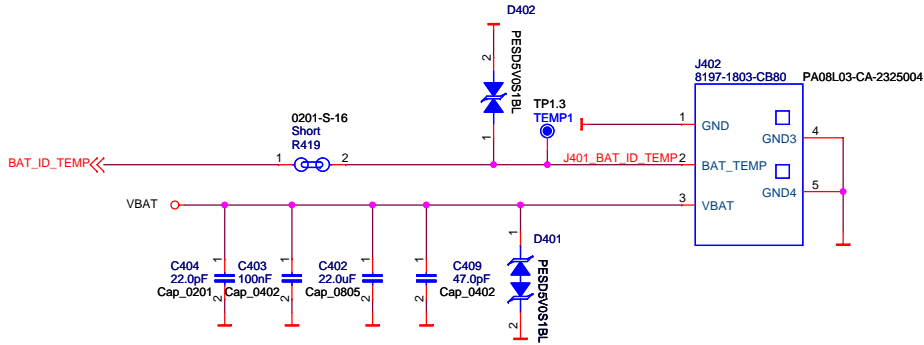 D402
PESD5V0S1BL
2
1
J402
8197-1803-CB80
PA08L03-CA-2325004
0201-S-16
Short
R419
TP1.3
TEMP1
1
GND
GND3
4
BAT_ID_TEMP
1
2
J401_BAT_ID_TEMP
2
BAT_TEMP
GND4
5
VBAT
3
VBAT
1
1
1
1
1
D401
PESD5V0S1BL
C404
22.0pF
Cap_0201
2
C403
100nF
Cap_0402
2
C402
22.0uF
Cap_0805
2
C409
47.0pF
Cap_0402
2
2